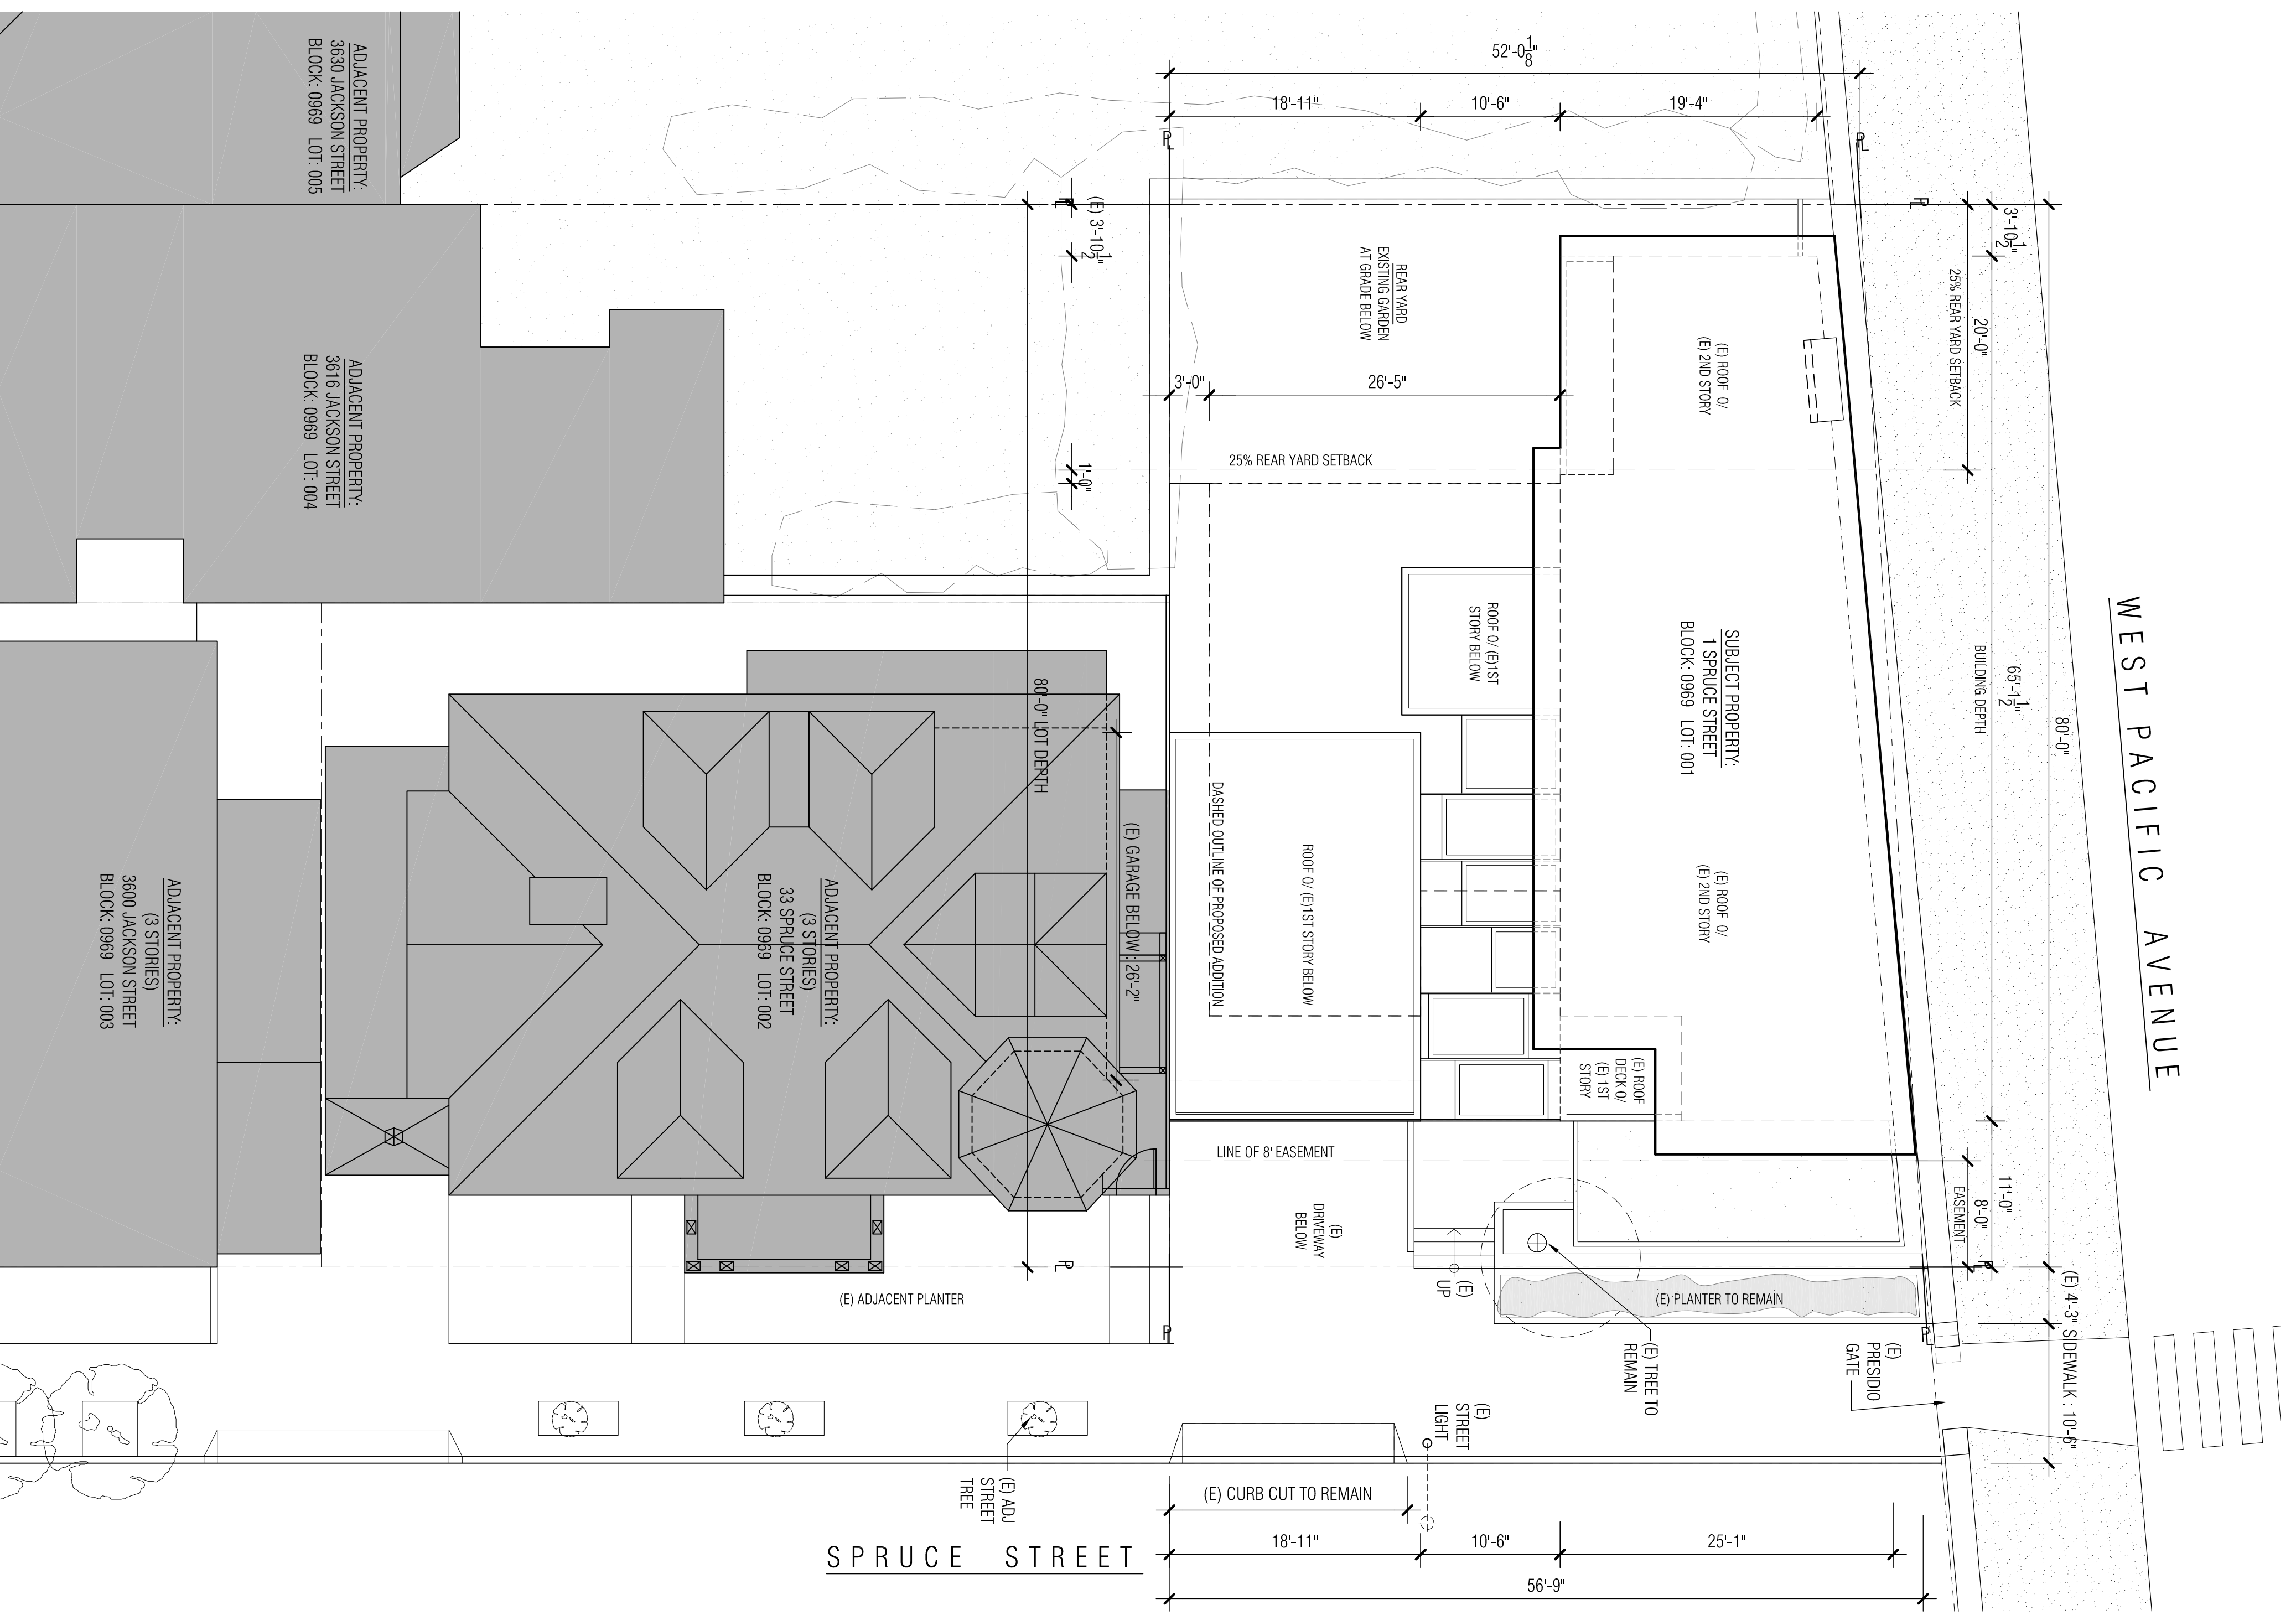 ADJACENT PROPERTY:
3630 JACKSON STREET
BLOCK: 0969 LOT: 005
ADJACENT PROPERTY:
3616 JACKSON STREET
BLOCK: 0969 LOT: 004
ADJACENT PROPERTY:
(3 STORIES)
3600 JACKSON STREET
BLOCK: 0969 LOT: 003
ADJACENT PROPERTY:
(3 STORIES)
33 SPRUCE STREET
BLOCK: 0969 LOT: 002
80'-0" LOT DEPTH
(E) GARAGE BELOW : 26'-2"
52'-0 1/8"
18'-11"
10'-6"
19'-4"
PL
PL
PL
PL
(E) 3'-10 1/2"
3'-10 1/2"
REAR YARD
EXISTING GARDEN
AT GRADE BELOW
3'-0"
26'-5"
25% REAR YARD SETBACK
1'-0"
(E) ROOF O/
(E) 2ND STORY
25% REAR YARD SETBACK
20'-0"
ROOF O/ (E)1ST
STORY BELOW
SUBJECT PROPERTY:
1 SPRUCE STREET
BLOCK: 0969 LOT: 001
BUILDING DEPTH
65'-1 1/2"
80'-0"
WEST PACIFIC AVENUE
DASHED OUTLINE OF PROPOSED ADDITION
ROOF O/ (E)1ST STORY BELOW
(E) ROOF O/
(E) 2ND STORY
(E) ROOF
DECK O/
(E) 1ST
STORY
LINE OF 8' EASEMENT
(E)
DRIVEWAY
BELOW
EASEMENT
8'-0"
11'-0"
PL
PL
(E)
UP
(E) ADJACENT PLANTER
(E) PLANTER TO REMAIN
PL
PL
(E) TREE TO
REMAIN
(E)
PRESIDIO
GATE
(E) 4'-3" SIDEWALK : 10'-6"
(E)
STREET
LIGHT
(E) ADJ
STREET
TREE
(E) CURB CUT TO REMAIN
18'-11"
10'-6"
25'-1"
56'-9"
SPRUCE STREET